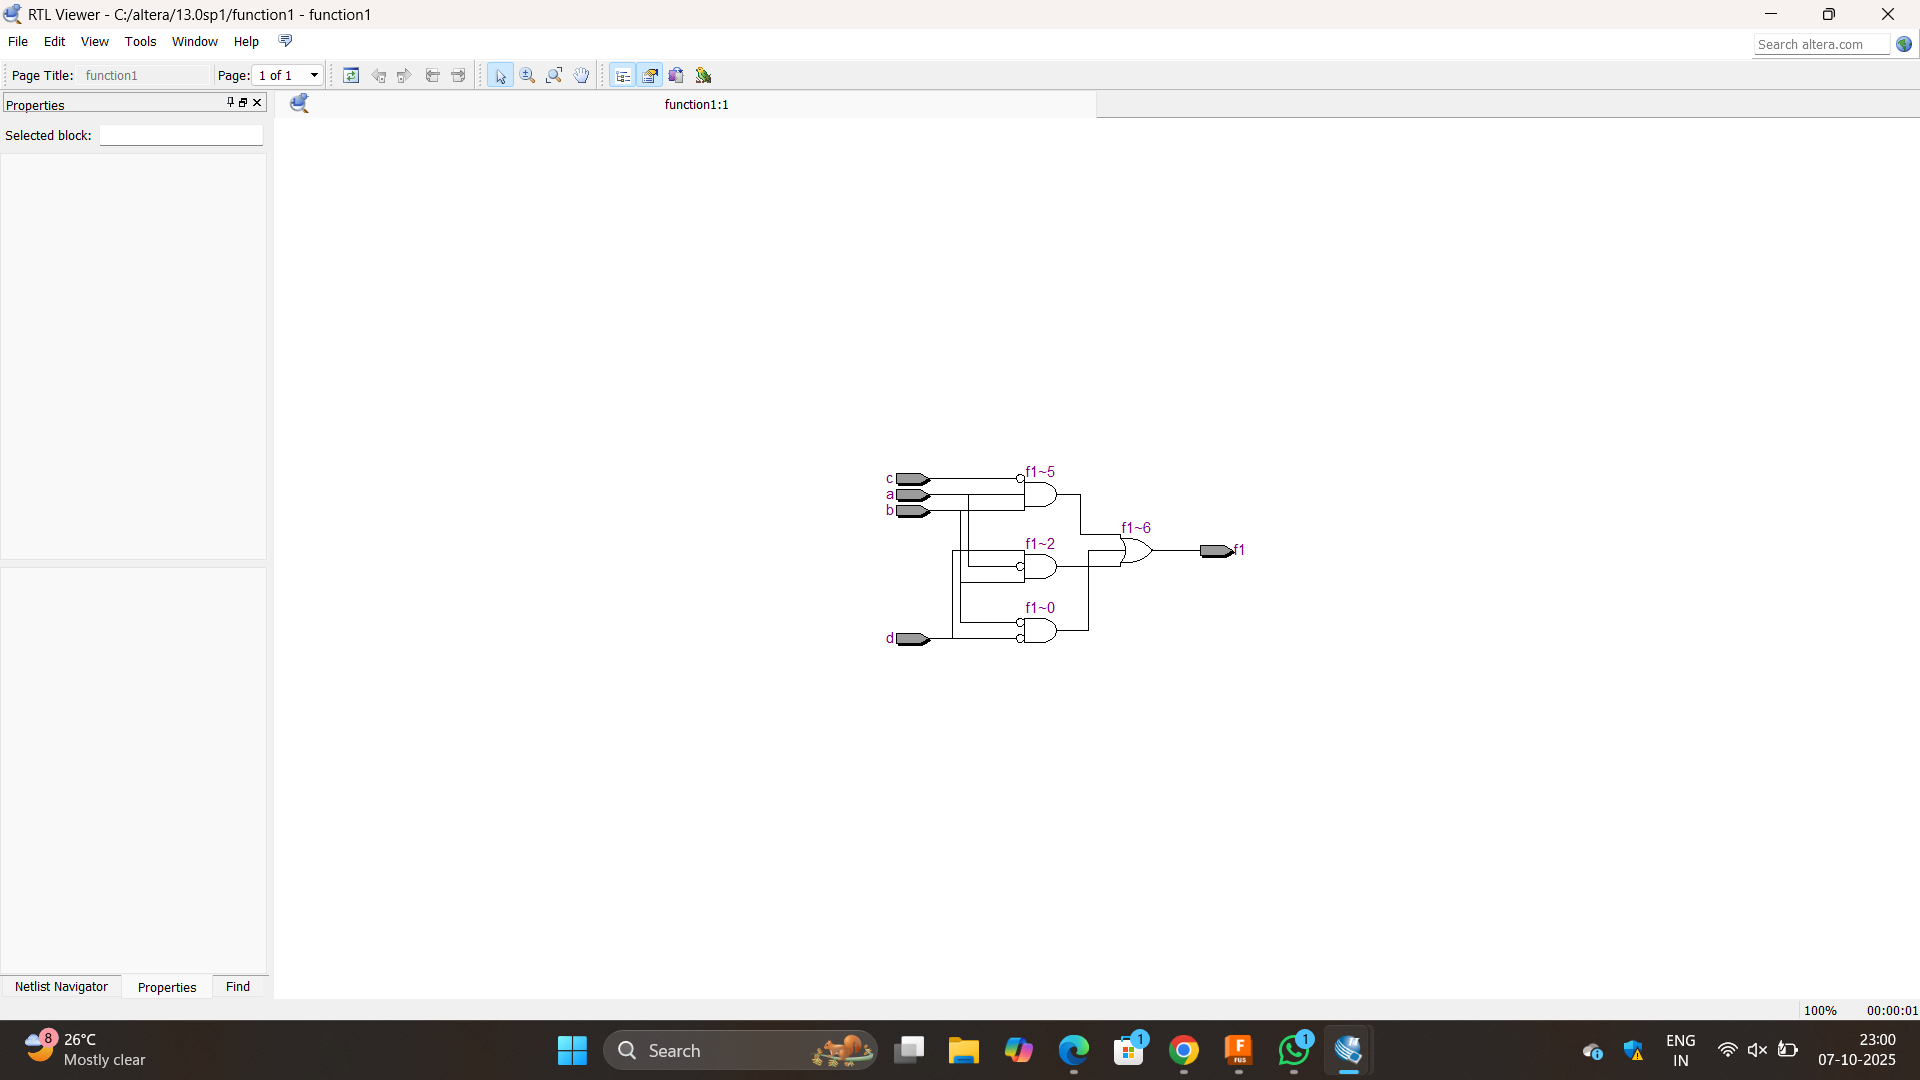 RTL Viewer - C:/altera/13.0sp1/function1 - function1
File Edit View Tools Window Help
Search altera.com
Page Title: function1 Page: 1 of 1
Properties
function1:1
Selected block:
c
a
b
d
f1~5
f1~2
f1~0
f1~6
f1
Netlist Navigator Properties Find
100% 00:00:01
8
26°C
Mostly clear
Search
1
F
FUS
1
ENG
IN
23:00
07-10-2025